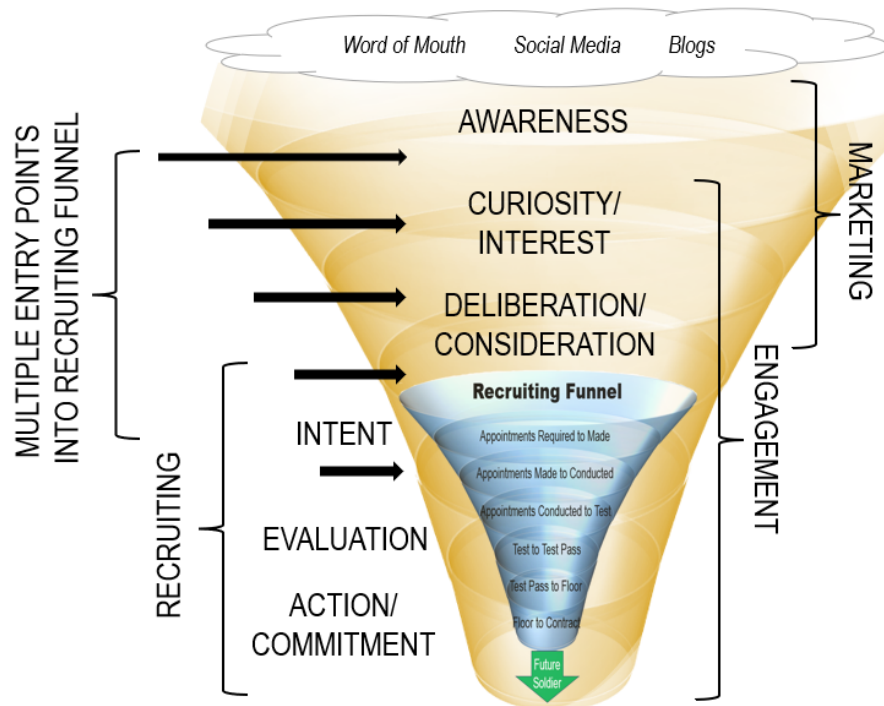 Word of Mouth Social Media Blogs
AWARENESS
CURIOSITY/
INTEREST
DELIBERATION/
CONSIDERATION
MULTIPLE ENTRY POINTS
INTO RECRUITING FUNNEL
MARKETING
ENGAGEMENT
RECRUITING
INTENT
EVALUATION
ACTION/
COMMITMENT
Recruiting Funnel
Appointments Required to Made
Appointments Made to Conducted
Appointments Conducted to Test
Test to Test Pass
Test Pass to Floor
Floor to Contract
Future
Soldier